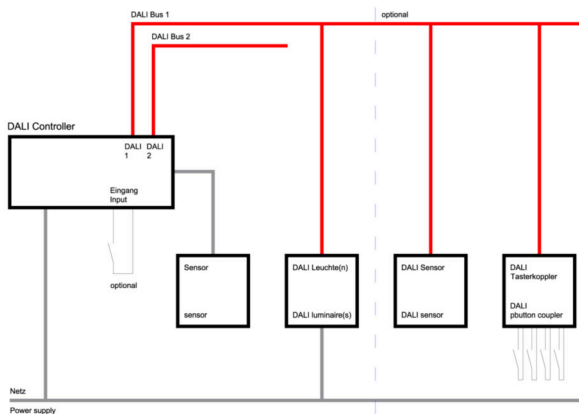 DALI Bus 1
optional
DALI Bus 2
DALI Controller
DALI DALI
1 2
Eingang
Input
optional
Sensor
sensor
DALI Leuchte(n)
DALI luminaire(s)
DALI Sensor
DALI sensor
DALI
Tasterkoppler
DALI
pbutton coupler
Netz
Power supply